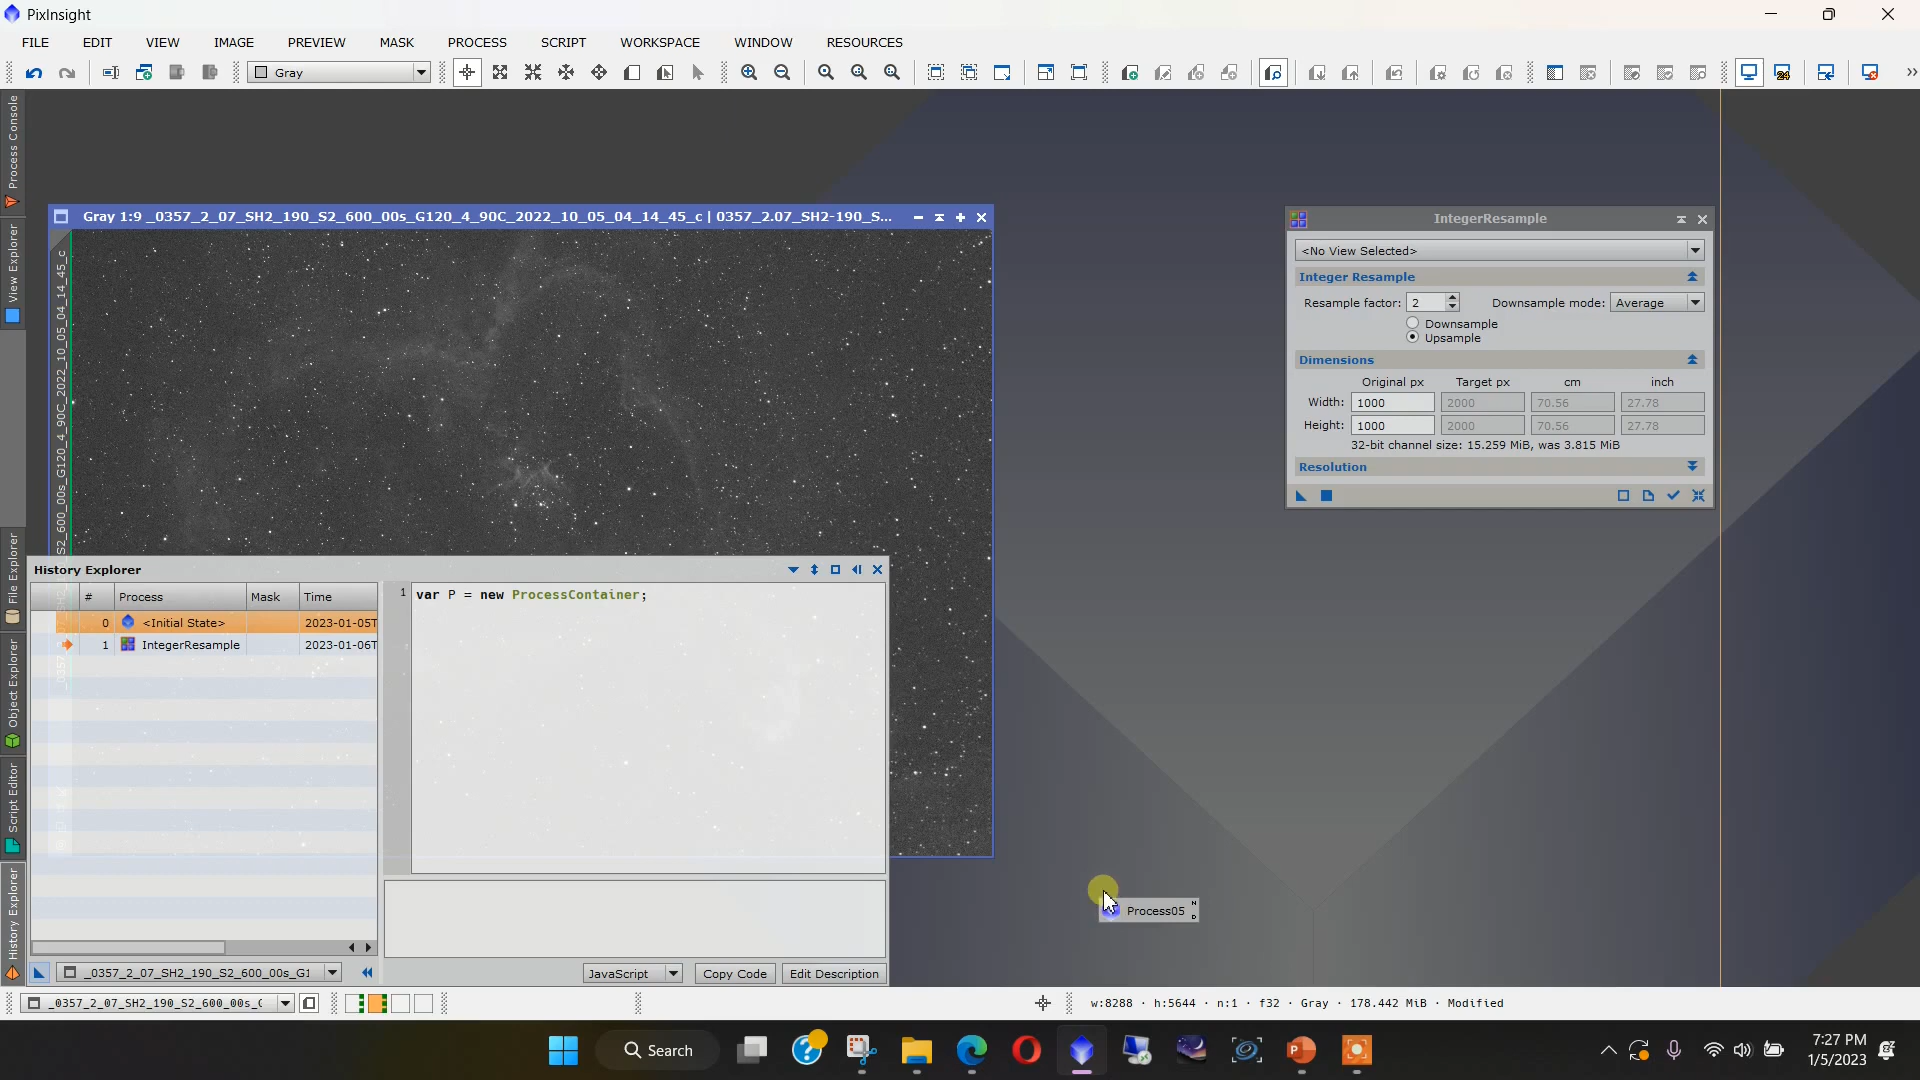 PixInsight
FILE EDIT VIEW IMAGE PREVIEW MASK PROCESS SCRIPT WORKSPACE WINDOW RESOURCES
Gray
24
Process Console
View Explorer
File Explorer
Object Explorer
Script Editor
History Explorer
Gray 1:9 _0357_2_07_SH2_190_S2_600_00s_G120_4_90C_2022_10_05_04_14_45_c | 0357_2.07_SH2-190_S...
S2_600_00s_G120_4_90C_2022_10_05_04_14_45_c
IntegerResample
<No View Selected>
Integer Resample
Resample factor: 2 Downsample mode: Average
Downsample
Upsample
Dimensions
Original px Target px cm inch
Width: 1000 2000 70.56 27.78
Height: 1000 2000 70.56 27.78
32-bit channel size: 15.259 MiB, was 3.815 MiB
Resolution
History Explorer
# Process Mask Time
0 <Initial State> 2023-01-05T
1 IntegerResample 2023-01-06T
1 var P = new ProcessContainer;
_0357_2_07_SH2_190_S2_600_00s_G1
JavaScript Copy Code Edit Description
Process05
N
D
_0357_2_07_SH2_190_S2_600_00s_G
w:8288 · h:5644 · n:1 · f32 · Gray · 178.442 MiB · Modified
Search
7:27 PM
1/5/2023